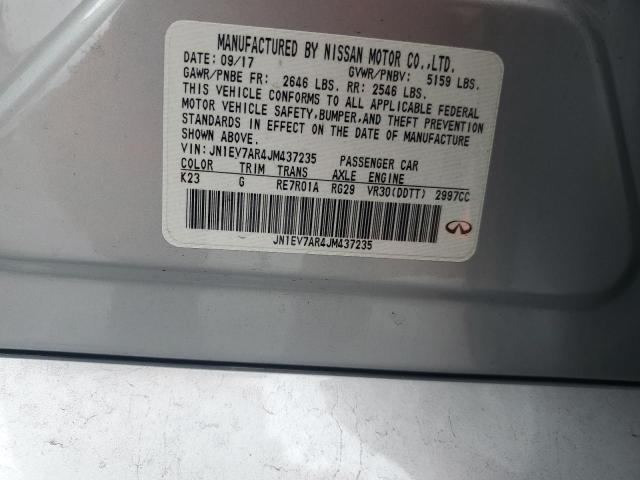 MANUFACTURED BY NISSAN MOTOR CO.,LTD.
DATE: 09/17 GVWR/PNBV: 5159 LBS.
GAWR/PNBE FR: 2646 LBS. RR: 2546 LBS.
THIS VEHICLE CONFORMS TO ALL APPLICABLE FEDERAL
MOTOR VEHICLE SAFETY,BUMPER,AND THEFT PREVENTION
STANDARDS IN EFFECT ON THE DATE OF MANUFACTURE
SHOWN ABOVE.
VIN: JN1EV7AR4JM437235 PASSENGER CAR
COLOR TRIM TRANS AXLE ENGINE
K23 G RE7R01A RG29 VR30(DDTT) 2997CC
JN1EV7AR4JM437235